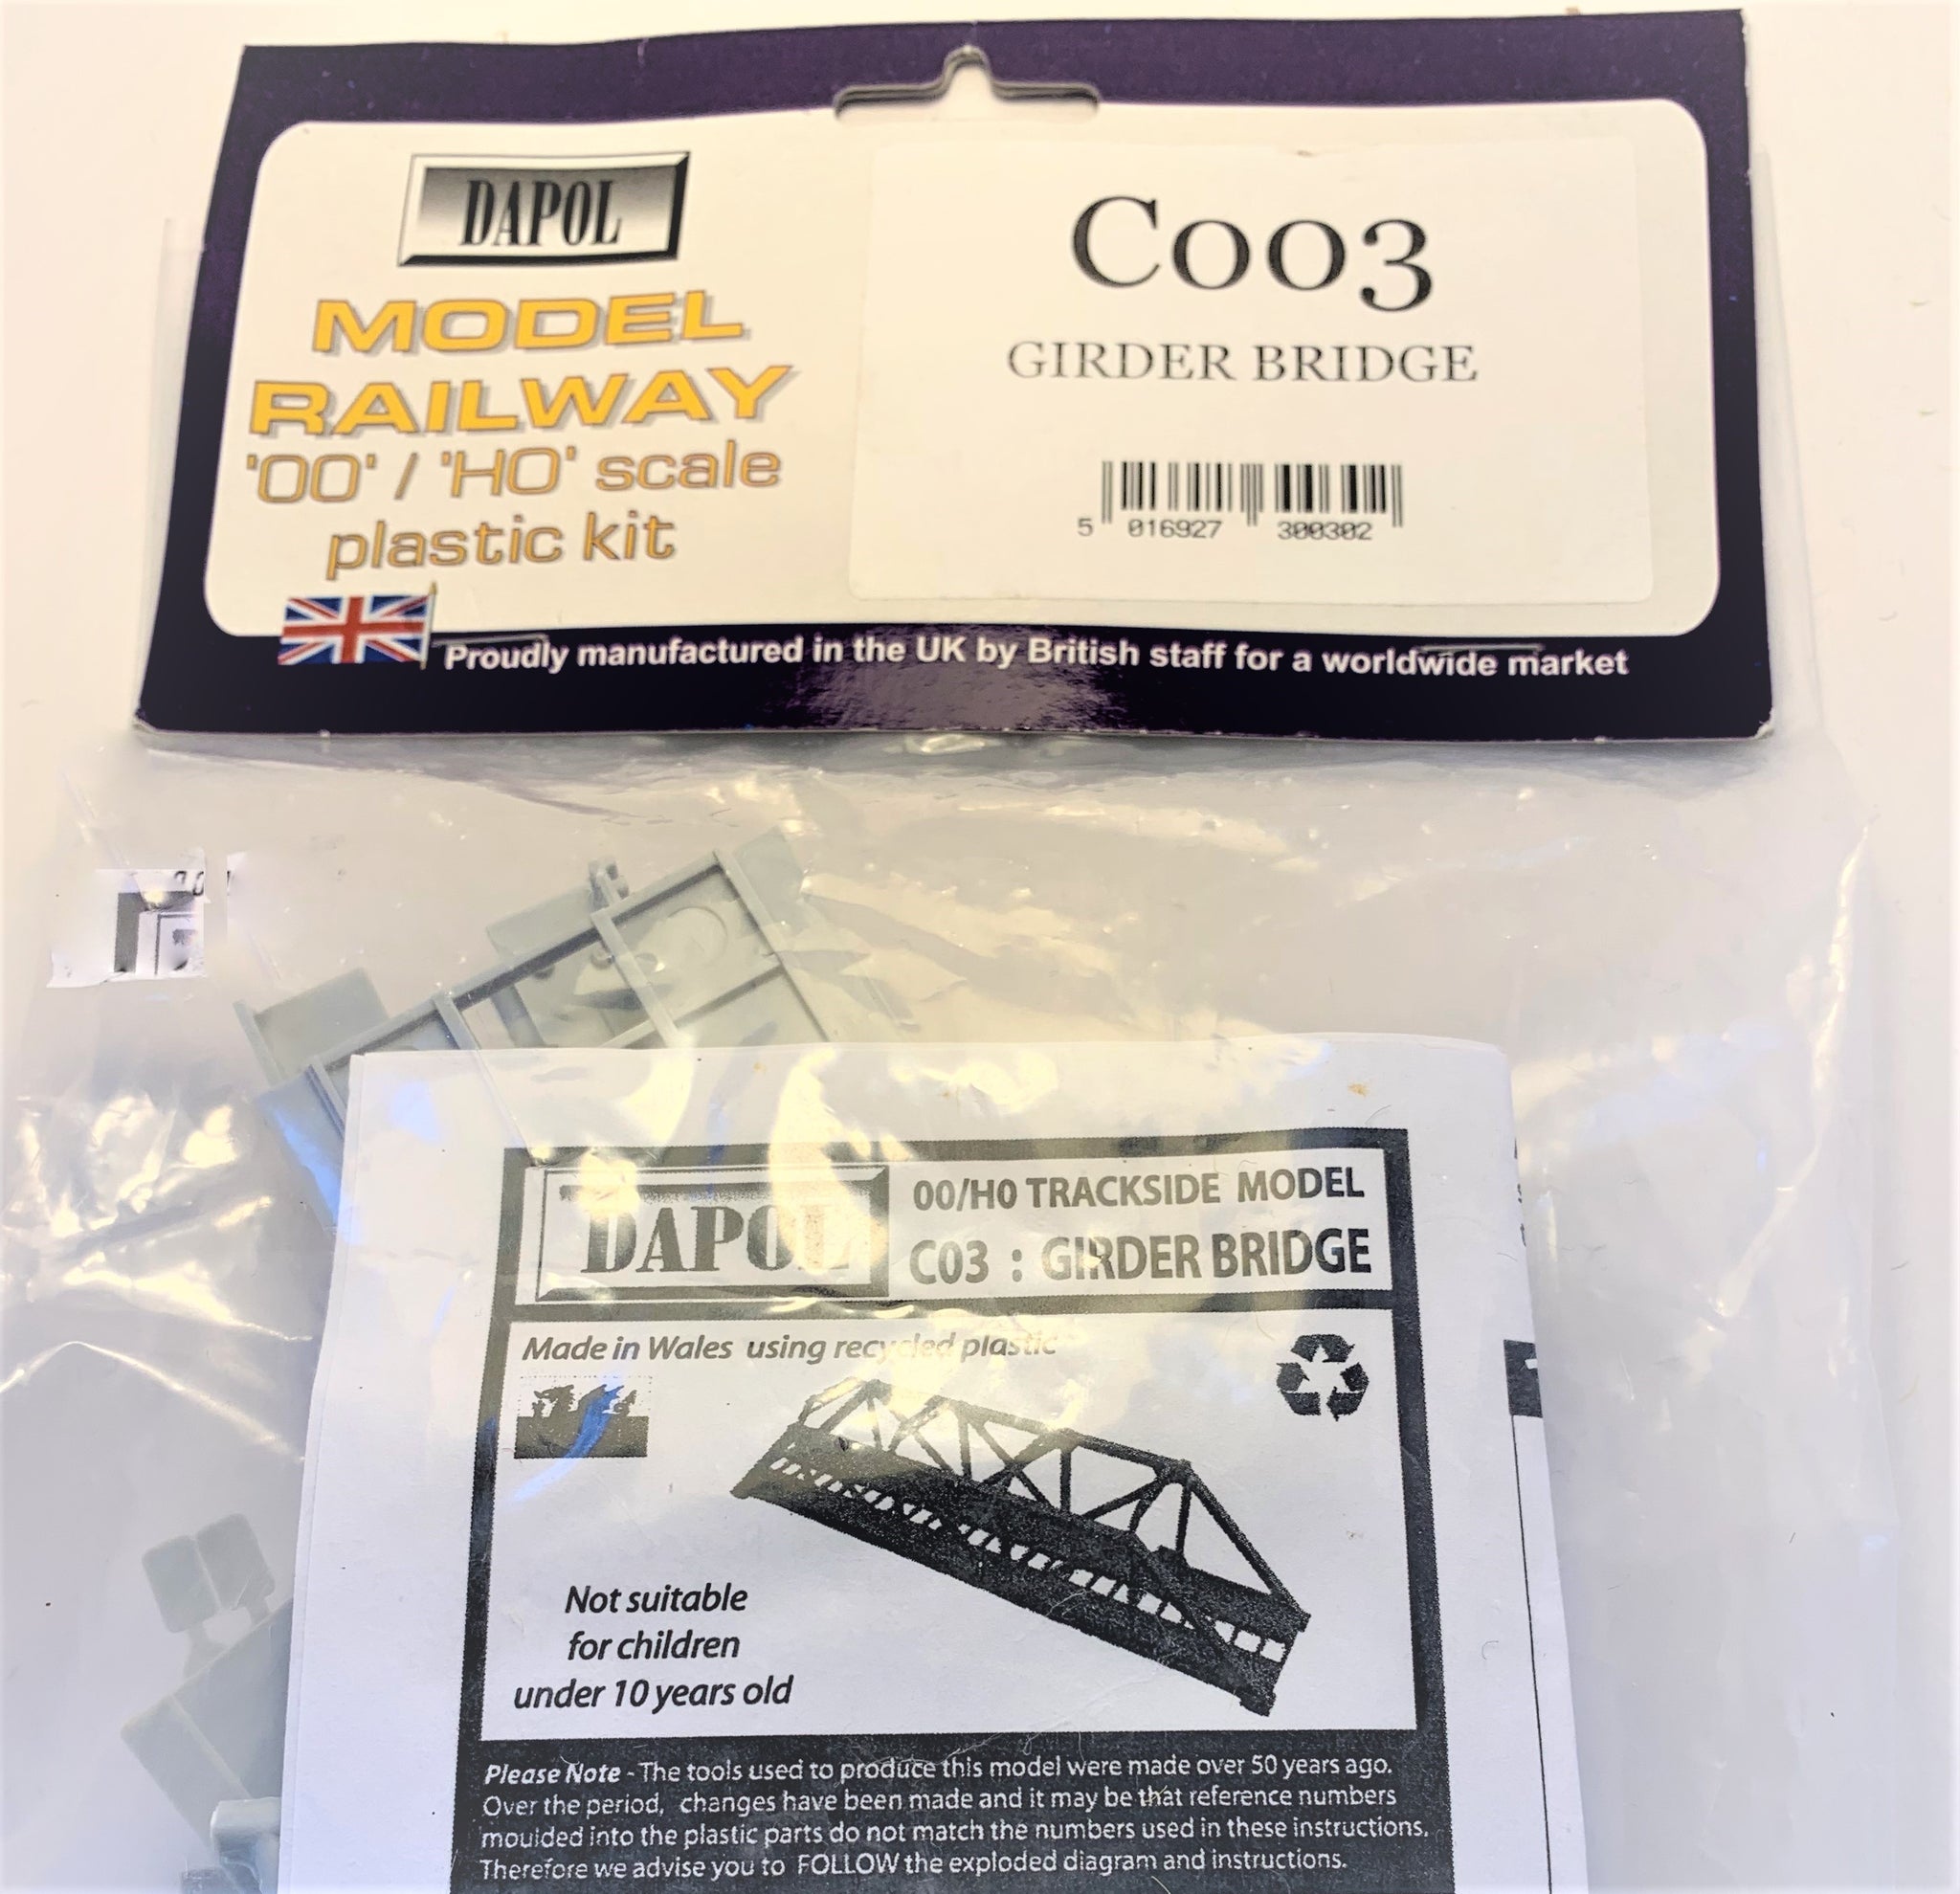 DAPOL
MODEL
RAILWAY
'OO' / 'HO' scale
plastic kit
C003
GIRDER BRIDGE
5 016927 300302
Proudly manufactured in the UK by British staff for a worldwide market
DAPOL
00/H0 TRACKSIDE MODEL
C03 : GIRDER BRIDGE
Made in Wales using recycled plastic
Not suitable
for children
under 10 years old
Please Note - The tools used to produce this model were made over 50 years ago.
Over the period, changes have been made and it may be that reference numbers
moulded into the plastic parts do not match the numbers used in these instructions.
Therefore we advise you to FOLLOW the exploded diagram and instructions.